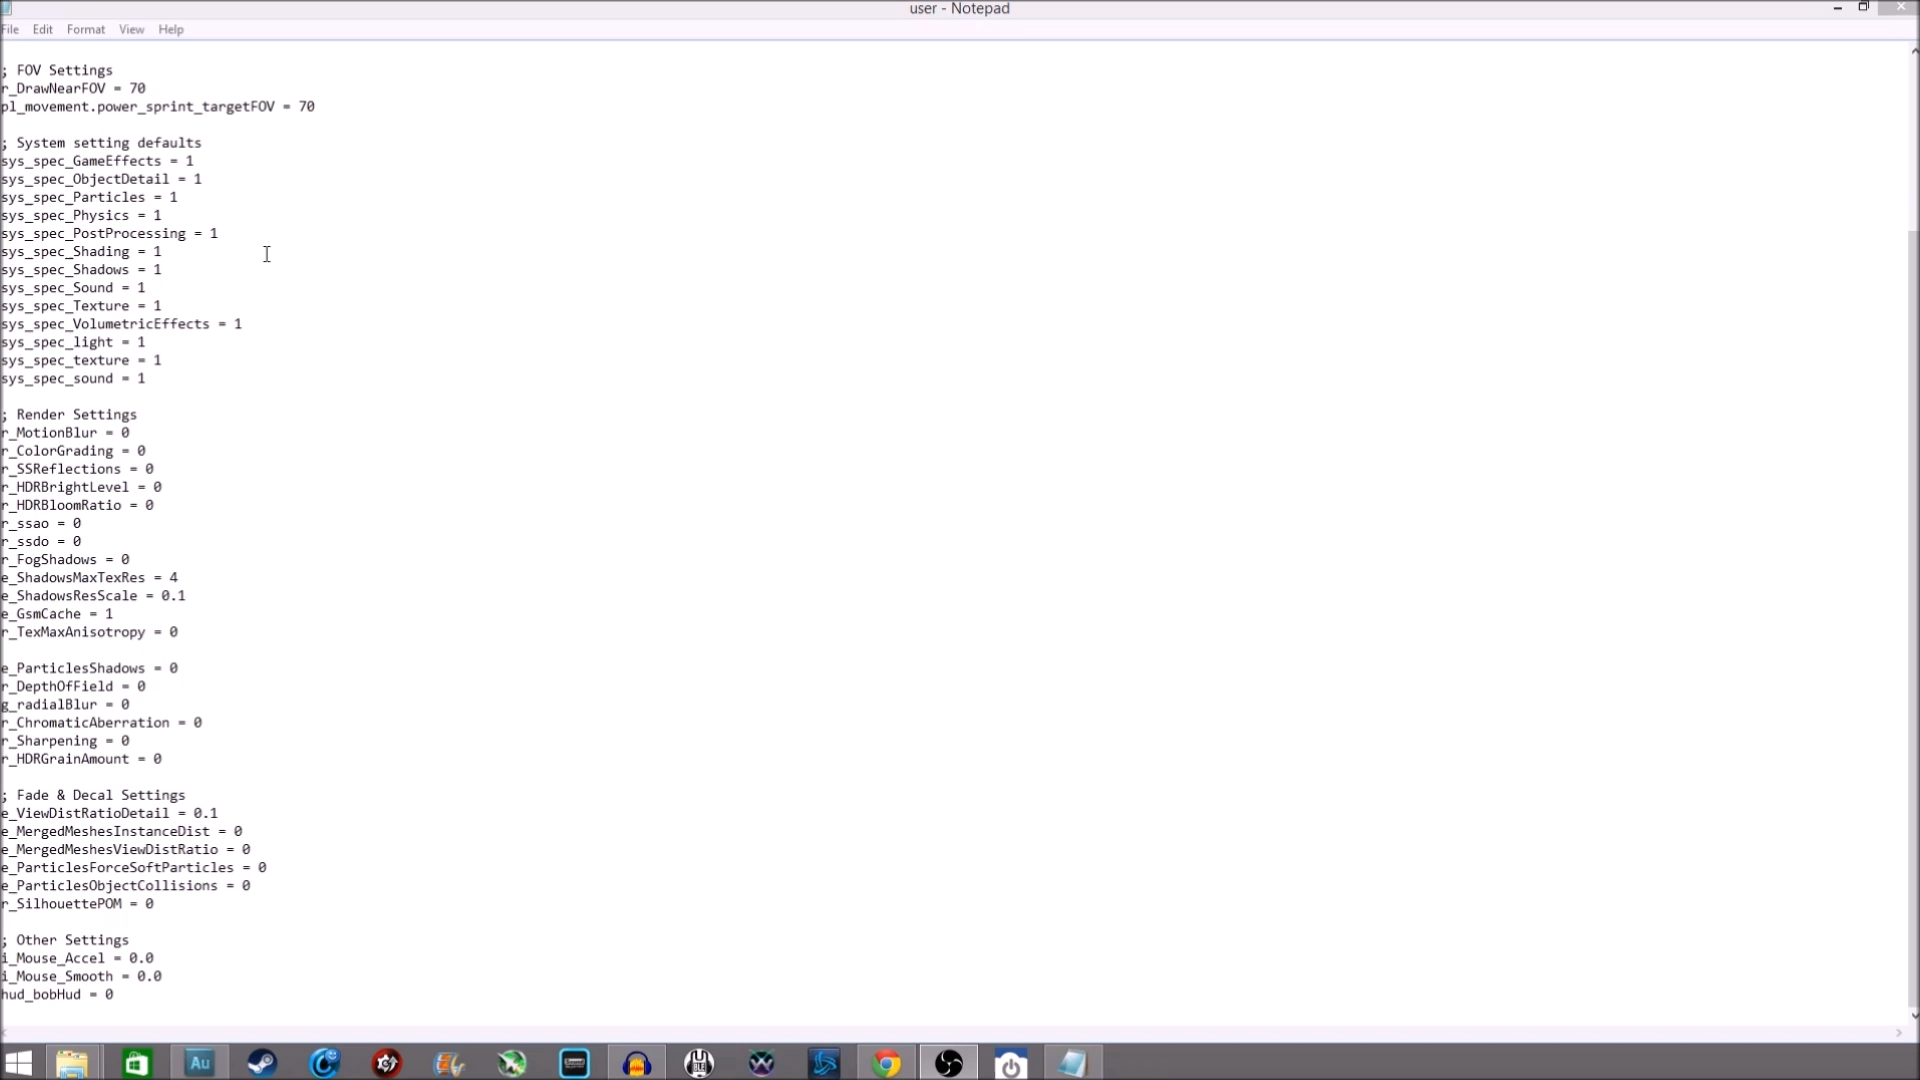 user - Notepad
File Edit Format View Help
; FOV Settings
r_DrawNearFOV = 70
pl_movement.power_sprint_targetFOV = 70
; System setting defaults
sys_spec_GameEffects = 1
sys_spec_ObjectDetail = 1
sys_spec_Particles = 1
sys_spec_Physics = 1
sys_spec_PostProcessing = 1
sys_spec_Shading = 1
sys_spec_Shadows = 1
sys_spec_Sound = 1
sys_spec_Texture = 1
sys_spec_VolumetricEffects = 1
sys_spec_light = 1
sys_spec_texture = 1
sys_spec_sound = 1
; Render Settings
r_MotionBlur = 0
r_ColorGrading = 0
r_SSReflections = 0
r_HDRBrightLevel = 0
r_HDRBloomRatio = 0
r_ssao = 0
r_ssdo = 0
r_FogShadows = 0
e_ShadowsMaxTexRes = 4
e_ShadowsResScale = 0.1
e_GsmCache = 1
r_TexMaxAnisotropy = 0
e_ParticlesShadows = 0
r_DepthOfField = 0
g_radialBlur = 0
r_ChromaticAberration = 0
r_Sharpening = 0
r_HDRGrainAmount = 0
; Fade & Decal Settings
e_ViewDistRatioDetail = 0.1
e_MergedMeshesInstanceDist = 0
e_MergedMeshesViewDistRatio = 0
e_ParticlesForceSoftParticles = 0
e_ParticlesObjectCollisions = 0
r_SilhouettePOM = 0
; Other Settings
i_Mouse_Accel = 0.0
i_Mouse_Smooth = 0.0
hud_bobHud = 0
Au